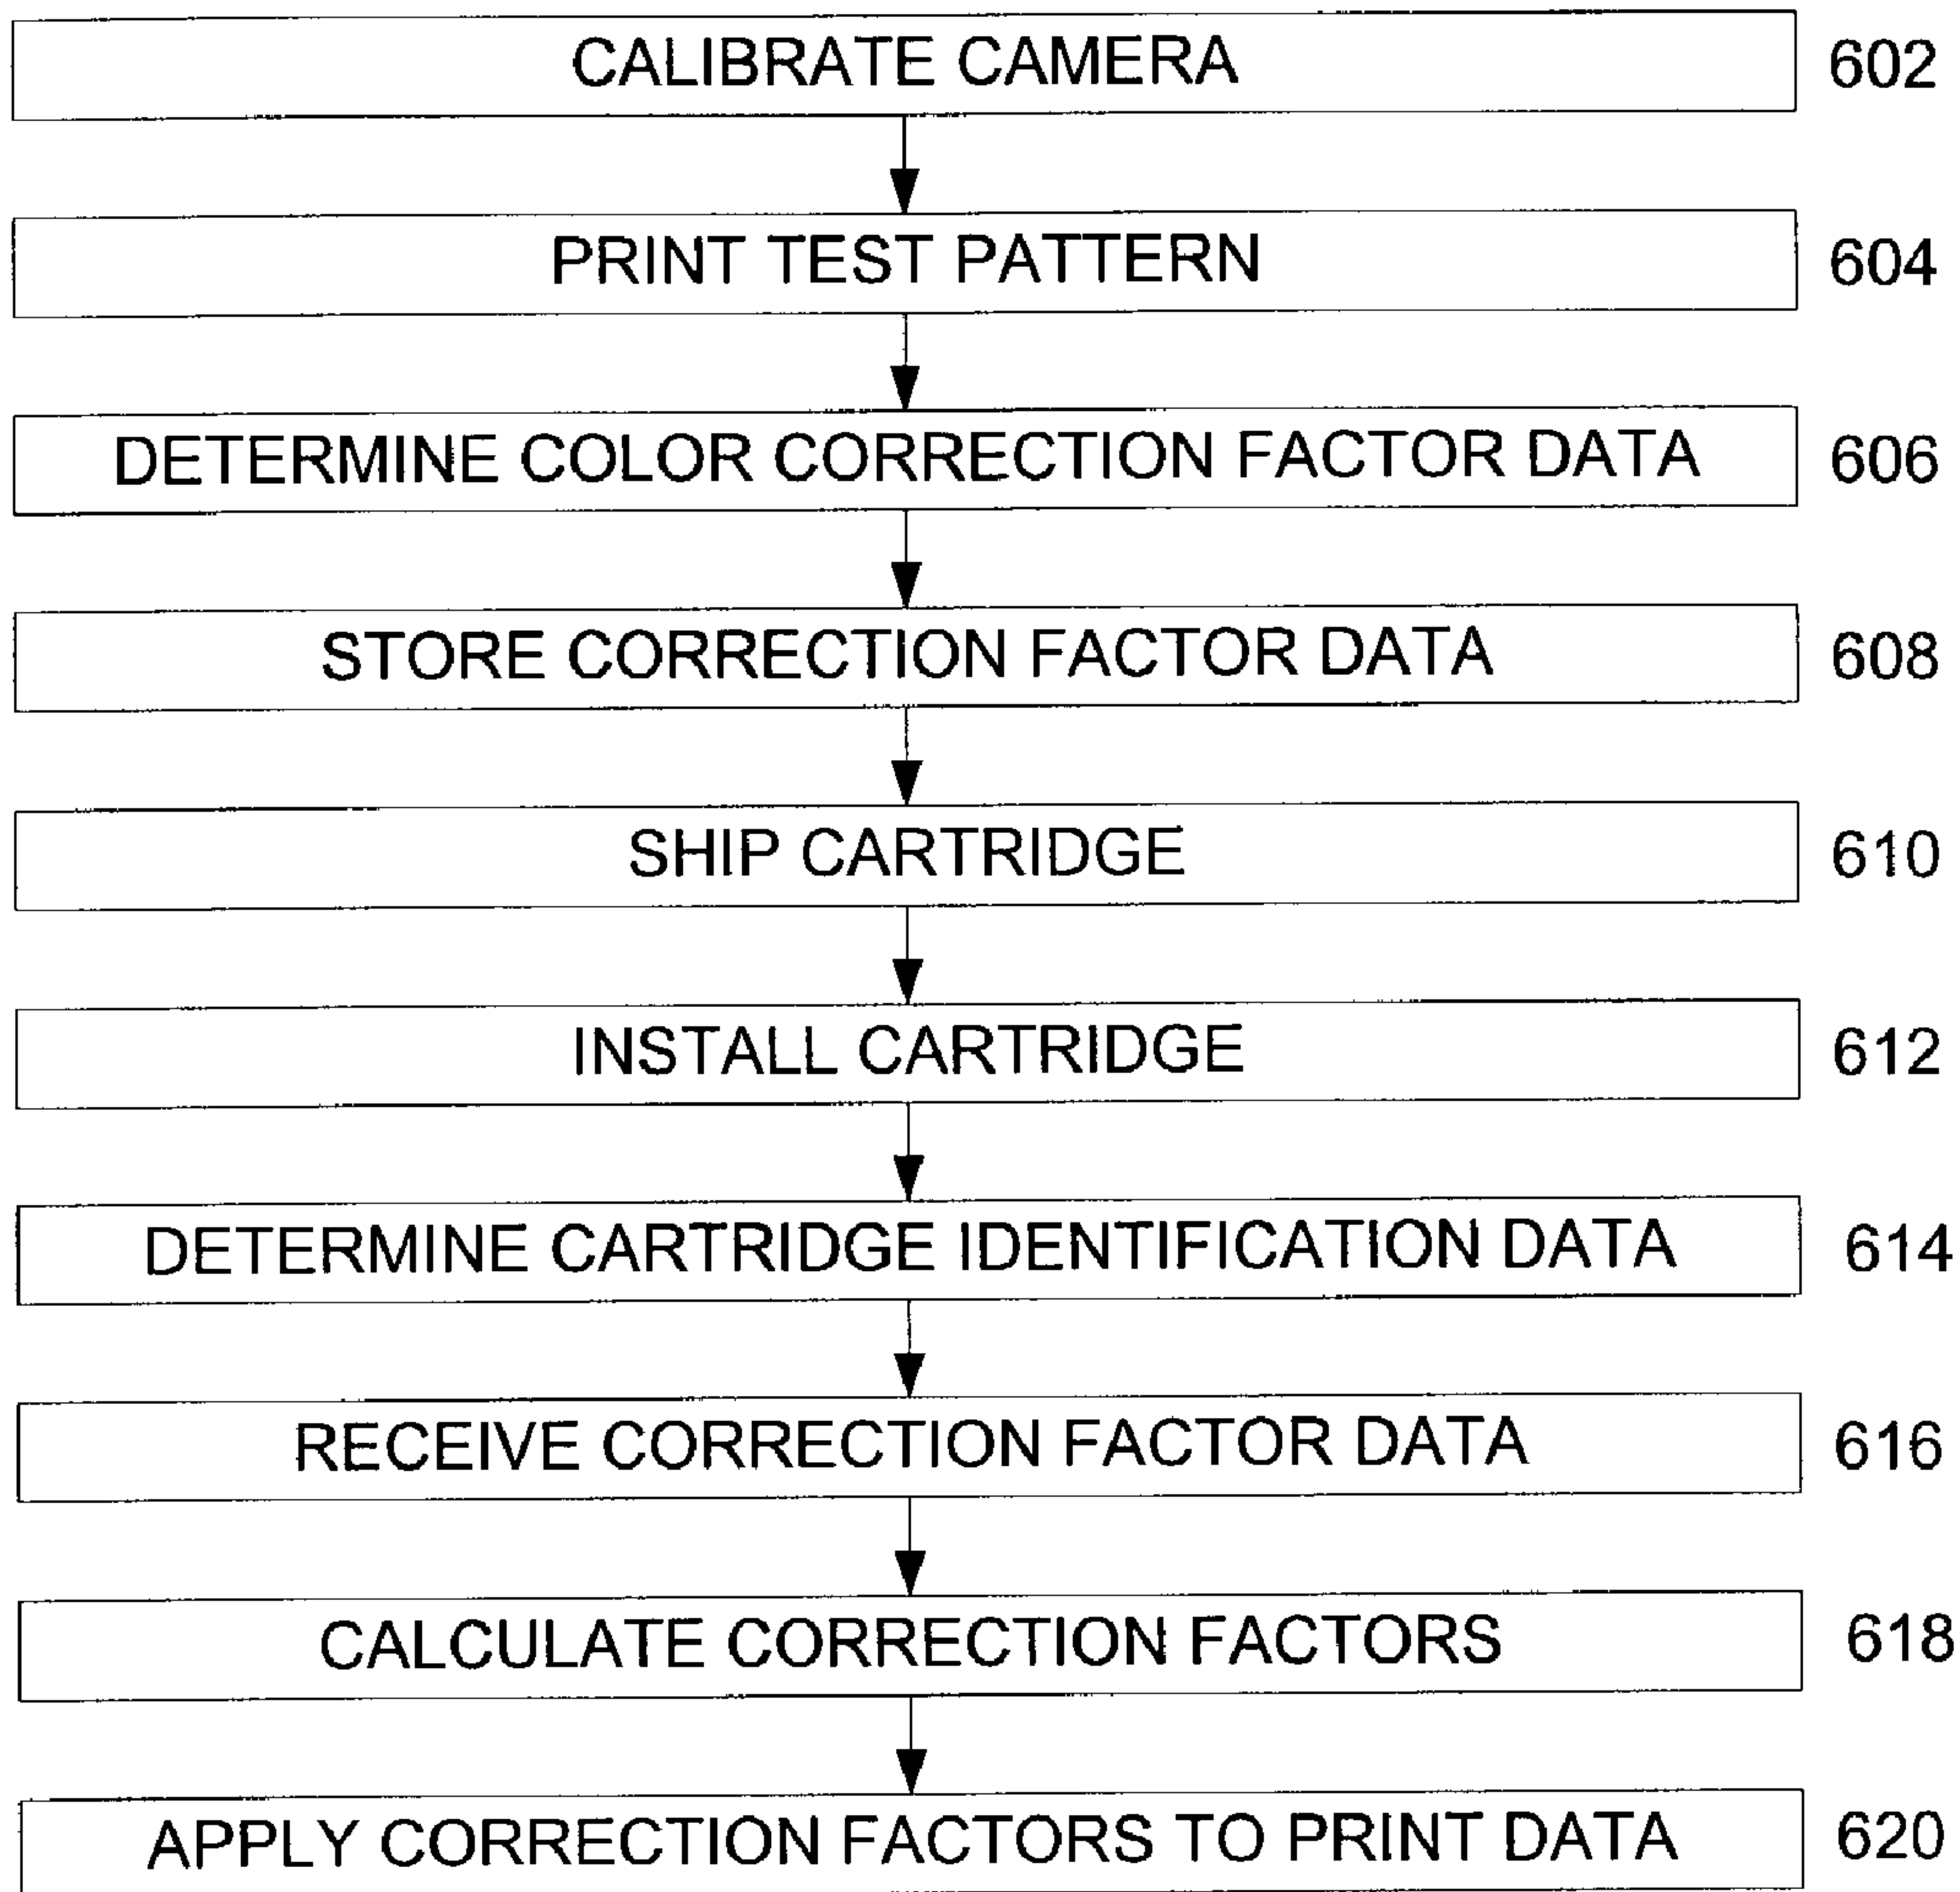 CALIBRATE CAMERA 602
PRINT TEST PATTERN 604
DETERMINE COLOR CORRECTION FACTOR DATA 606
STORE CORRECTION FACTOR DATA 608
SHIP CARTRIDGE 610
INSTALL CARTRIDGE 612
DETERMINE CARTRIDGE IDENTIFICATION DATA 614
RECEIVE CORRECTION FACTOR DATA 616
CALCULATE CORRECTION FACTORS 618
APPLY CORRECTION FACTORS TO PRINT DATA 620